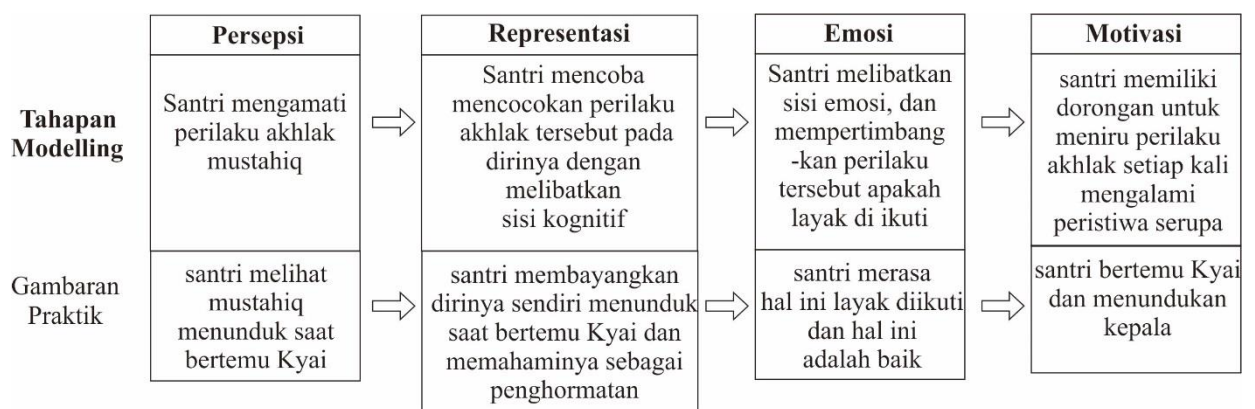 Persepsi
Representasi
Emosi
Motivasi
Tahapan
Modelling
Santri mengamati
perilaku akhlak
mustahiq
Santri mencoba
mencocokan perilaku
akhlak tersebut pada
dirinya dengan
melibatkan
sisi kognitif
Santri melibatkan
sisi emosi, dan
mempertimbang
-kan perilaku
tersebut apakah
layak di ikuti
santri memiliki
dorongan untuk
meniru perilaku
akhlak setiap kali
mengalami
peristiwa serupa
Gambaran
Praktik
santri melihat
mustahiq
menunduk saat
bertemu Kyai
santri membayangkan
dirinya sendiri menunduk
saat bertemu Kyai dan
memahaminya sebagai
penghormatan
santri merasa
hal ini layak diikuti
dan hal ini
adalah baik
santri bertemu Kyai
dan menundukan
kepala